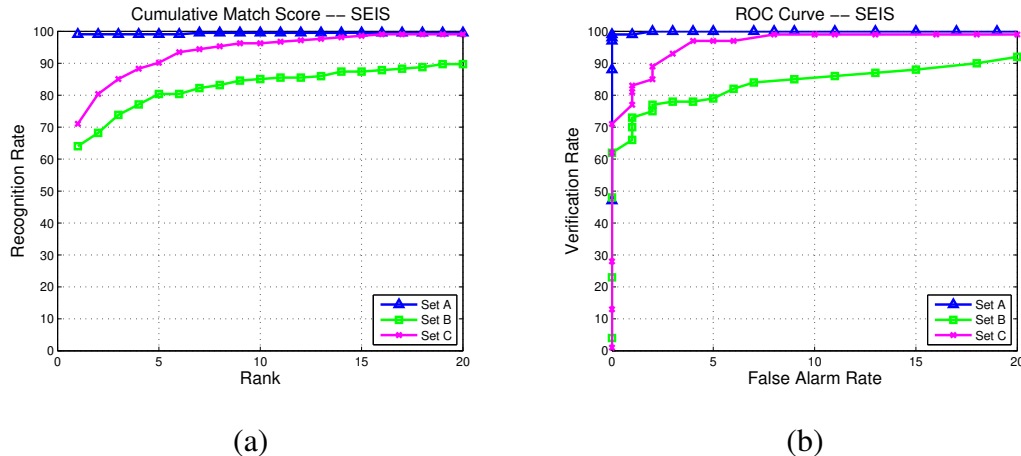 Cumulative Match Score −− SEIS
100
90
80
70
60
50
40
30
20
10
0
Recognition Rate
0 5 10 15 20
Rank
Set A
Set B
Set C
(a)
ROC Curve −− SEIS
100
90
80
70
60
50
40
30
20
10
0
Verification Rate
0 5 10 15 20
False Alarm Rate
Set A
Set B
Set C
(b)